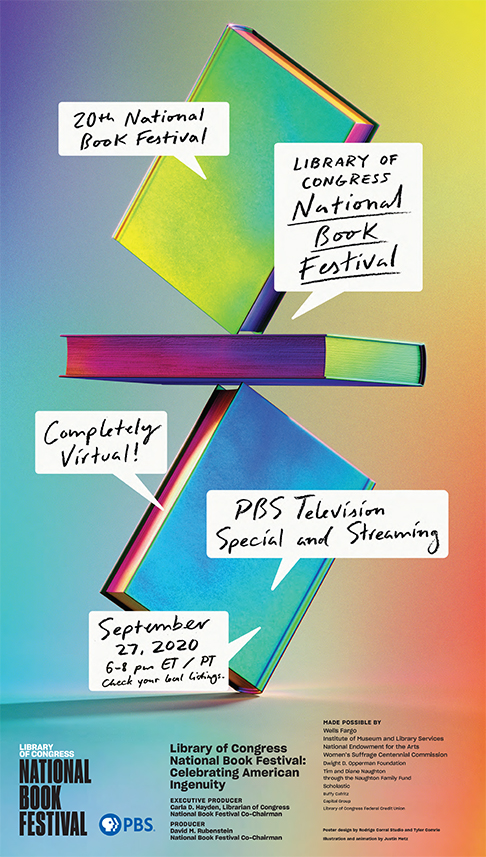 20th National
Book Festival
LIBRARY OF
CONGRESS
National
Book
Festival
Completely
Virtual!
PBS Television
Special and Streaming
September
27, 2020
6-8 pm ET / PT
Check your local listings.
LIBRARY
OF CONGRESS
NATIONAL
BOOK
FESTIVAL
PBS.
Library of Congress
National Book Festival:
Celebrating American
Ingenuity
EXECUTIVE PRODUCER
Carla D. Hayden, Librarian of Congress
National Book Festival Co-Chairman
PRODUCER
David M. Rubenstein
National Book Festival Co-Chairman
MADE POSSIBLE BY
Wells Fargo
Institute of Museum and Library Services
National Endowment for the Arts
Women's Suffrage Centennial Commission
Dwight D. Opperman Foundation
Tim and Diane Naughton
through the Naughton Family Fund
Scholastic
Buffy Cafritz
Capital Group
Library of Congress Federal Credit Union
Poster design by Rodrigo Corral Studio and Tyler Comrie
Illustration and animation by Justin Metz